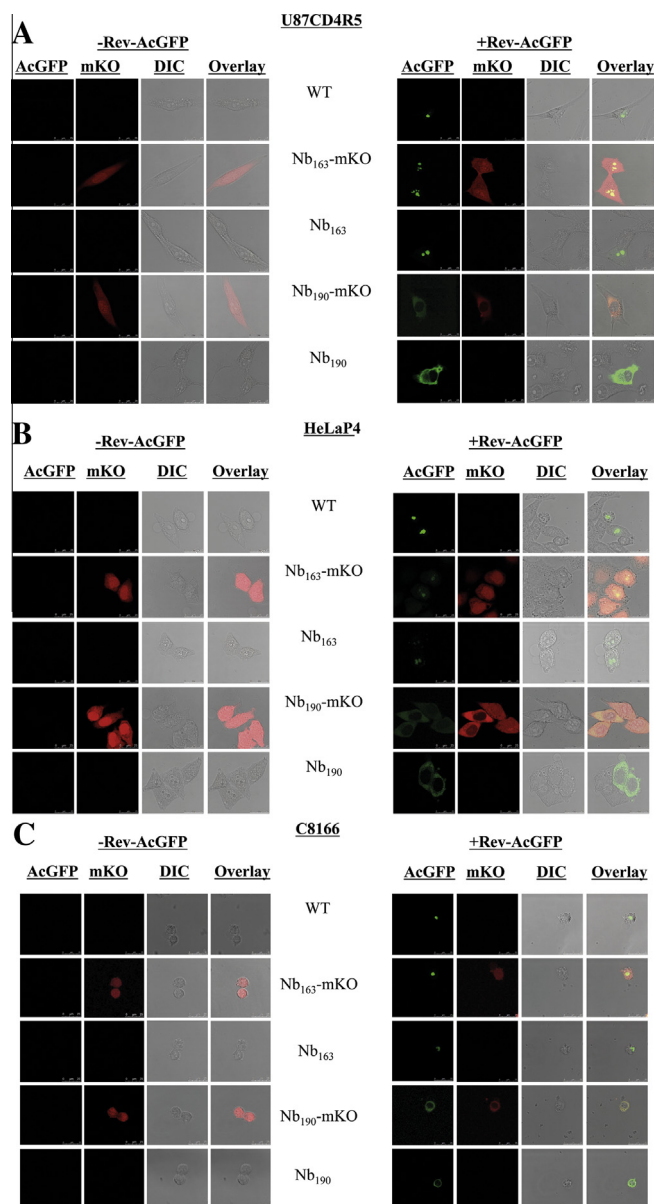 A
U87CD4R5
-Rev-AcGFP
+Rev-AcGFP
AcGFP mKO DIC Overlay
AcGFP mKO DIC Overlay
WT
Nb163-mKO
Nb163
Nb190-mKO
Nb190
B
HeLaP4
-Rev-AcGFP
+Rev-AcGFP
AcGFP mKO DIC Overlay
AcGFP mKO DIC Overlay
WT
Nb163-mKO
Nb163
Nb190-mKO
Nb190
C
C8166
-Rev-AcGFP
+Rev-AcGFP
AcGFP mKO DIC Overlay
AcGFP mKO DIC Overlay
WT
Nb163-mKO
Nb163
Nb190-mKO
Nb190